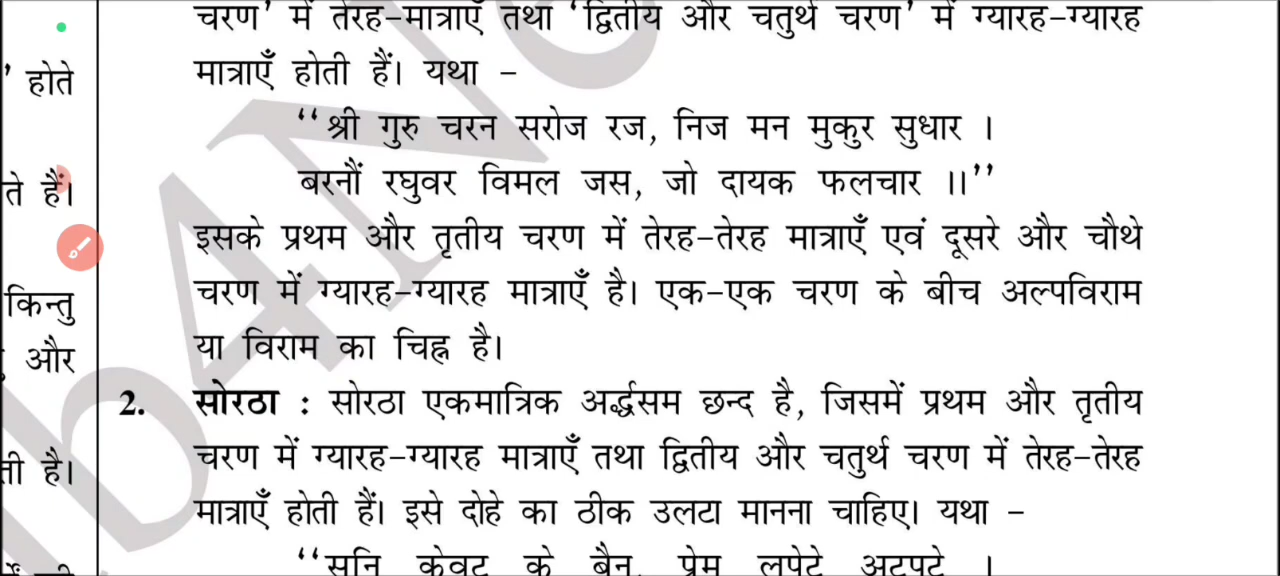 चरण' में तेरह-मात्राएँ तथा 'द्वितीय और चतुर्थ चरण' में ग्यारह-ग्यारह
मात्राएँ होती हैं। यथा -
"श्री गुरु चरन सरोज रज, निज मन मुकुर सुधार ।
बरनौं रघुवर विमल जस, जो दायक फलचार ।।"
इसके प्रथम और तृतीय चरण में तेरह-तेरह मात्राएँ एवं दूसरे और चौथे
चरण में ग्यारह-ग्यारह मात्राएँ है। एक-एक चरण के बीच अल्पविराम
या विराम का चिह्न है।
2. सोरठा : सोरठा एकमात्रिक अर्द्धसम छन्द है, जिसमें प्रथम और तृतीय
चरण में ग्यारह-ग्यारह मात्राएँ तथा द्वितीय और चतुर्थ चरण में तेरह-तेरह
मात्राएँ होती हैं। इसे दोहे का ठीक उलटा मानना चाहिए। यथा -
"सुनि केवट के बैन, प्रेम लपेटे अटपटे ।
' होते
ते हैं।
किन्तु
और
ती है।